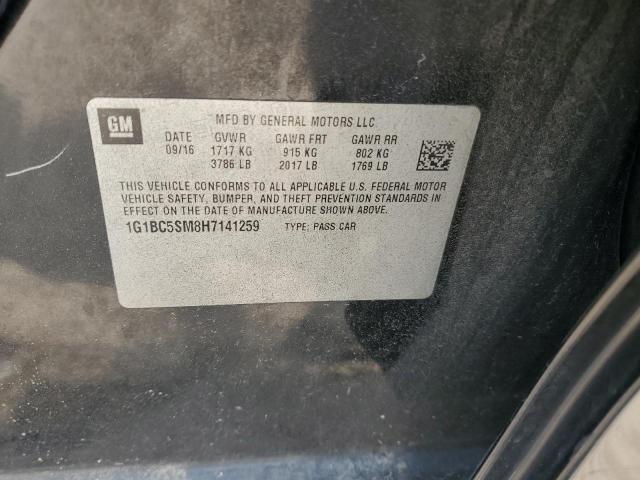 GM
MFD BY GENERAL MOTORS LLC
DATE GVWR GAWR FRT GAWR RR
09/16 1717 KG 915 KG 802 KG
3786 LB 2017 LB 1769 LB
THIS VEHICLE CONFORMS TO ALL APPLICABLE U.S. FEDERAL MOTOR
VEHICLE SAFETY, BUMPER, AND THEFT PREVENTION STANDARDS
IN EFFECT ON THE DATE OF MANUFACTURE SHOWN ABOVE.
1G1BC5SM8H7141259 TYPE: PASS CAR